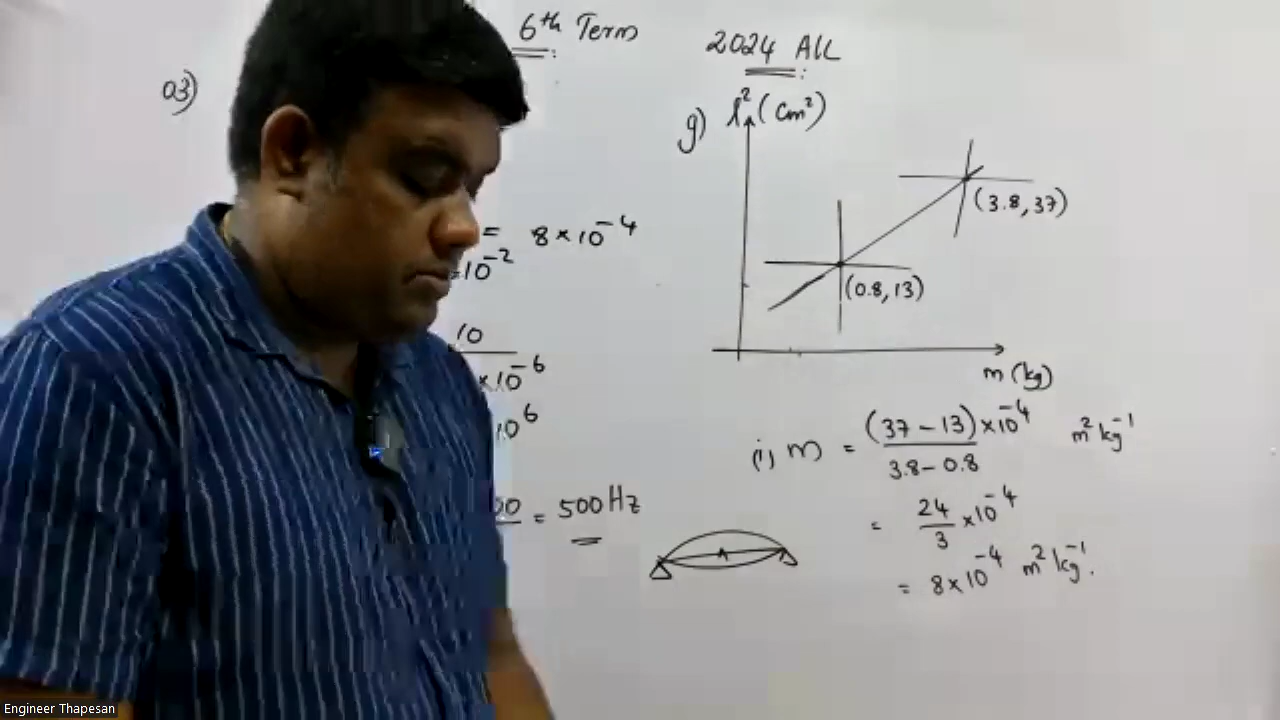 6th Term
2024 A/L
03)
= 8×10⁻⁴
10⁻²
10
×10⁻⁶
10⁶
= 500 Hz
g) l² (cm²)
(3.8, 37)
(0.8, 13)
m (kg)
(i) m = (37 − 13)×10⁻⁴ m² kg⁻¹
3.8 − 0.8
= 24/3 ×10⁻⁴
= 8×10⁻⁴ m² kg⁻¹.
Engineer Thapesan